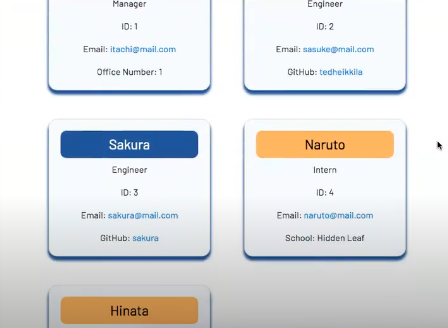 Manager
ID: 1
Email: itachi@mail.com
Office Number: 1
Engineer
ID: 2
Email: sasuke@mail.com
GitHub: tedheikkila
Sakura
Engineer
ID: 3
Email: sakura@mail.com
GitHub: sakura
Naruto
Intern
ID: 4
Email: naruto@mail.com
School: Hidden Leaf
Hinata